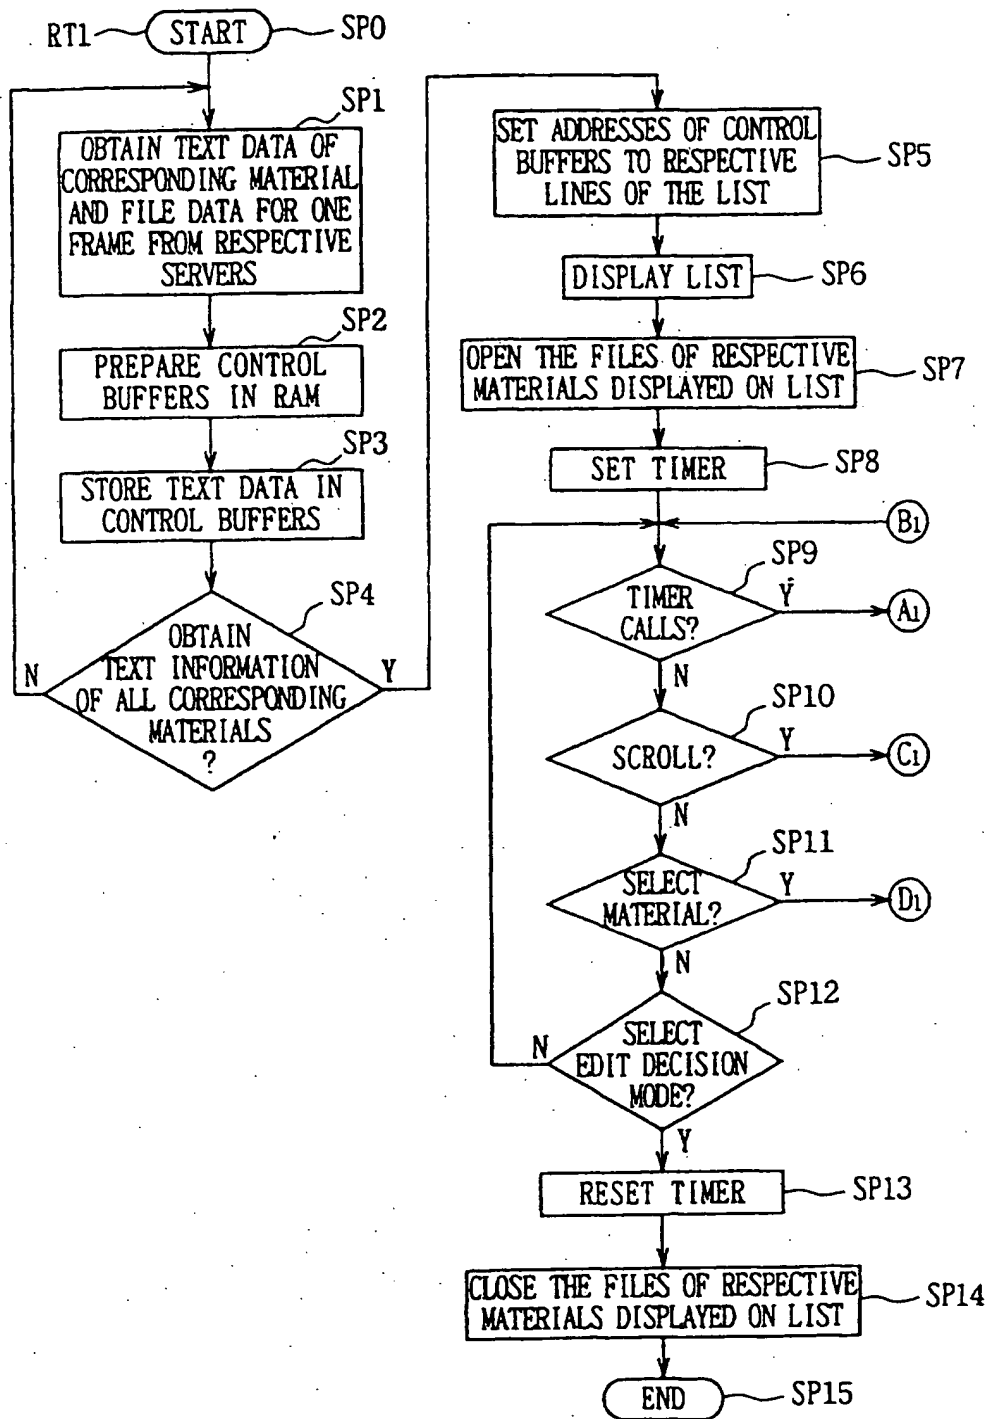 RT1
START
SP0
SP1
OBTAIN TEXT DATA OF
CORRESPONDING MATERIAL
AND FILE DATA FOR ONE
FRAME FROM RESPECTIVE
SERVERS
SP2
PREPARE CONTROL
BUFFERS IN RAM
SP3
STORE TEXT DATA IN
CONTROL BUFFERS
SP4
OBTAIN
TEXT INFORMATION
OF ALL CORRESPONDING
MATERIALS
?
N
Y
SET ADDRESSES OF CONTROL
BUFFERS TO RESPECTIVE
LINES OF THE LIST
SP5
DISPLAY LIST
SP6
OPEN THE FILES OF RESPECTIVE
MATERIALS DISPLAYED ON LIST
SP7
SET TIMER
SP8
B1
SP9
TIMER
CALLS?
Y
A1
N
SP10
SCROLL?
Y
C1
N
SP11
SELECT
MATERIAL?
Y
D1
N
SP12
SELECT
EDIT DECISION
MODE?
N
Y
RESET TIMER
SP13
CLOSE THE FILES OF RESPECTIVE
MATERIALS DISPLAYED ON LIST
SP14
END
SP15